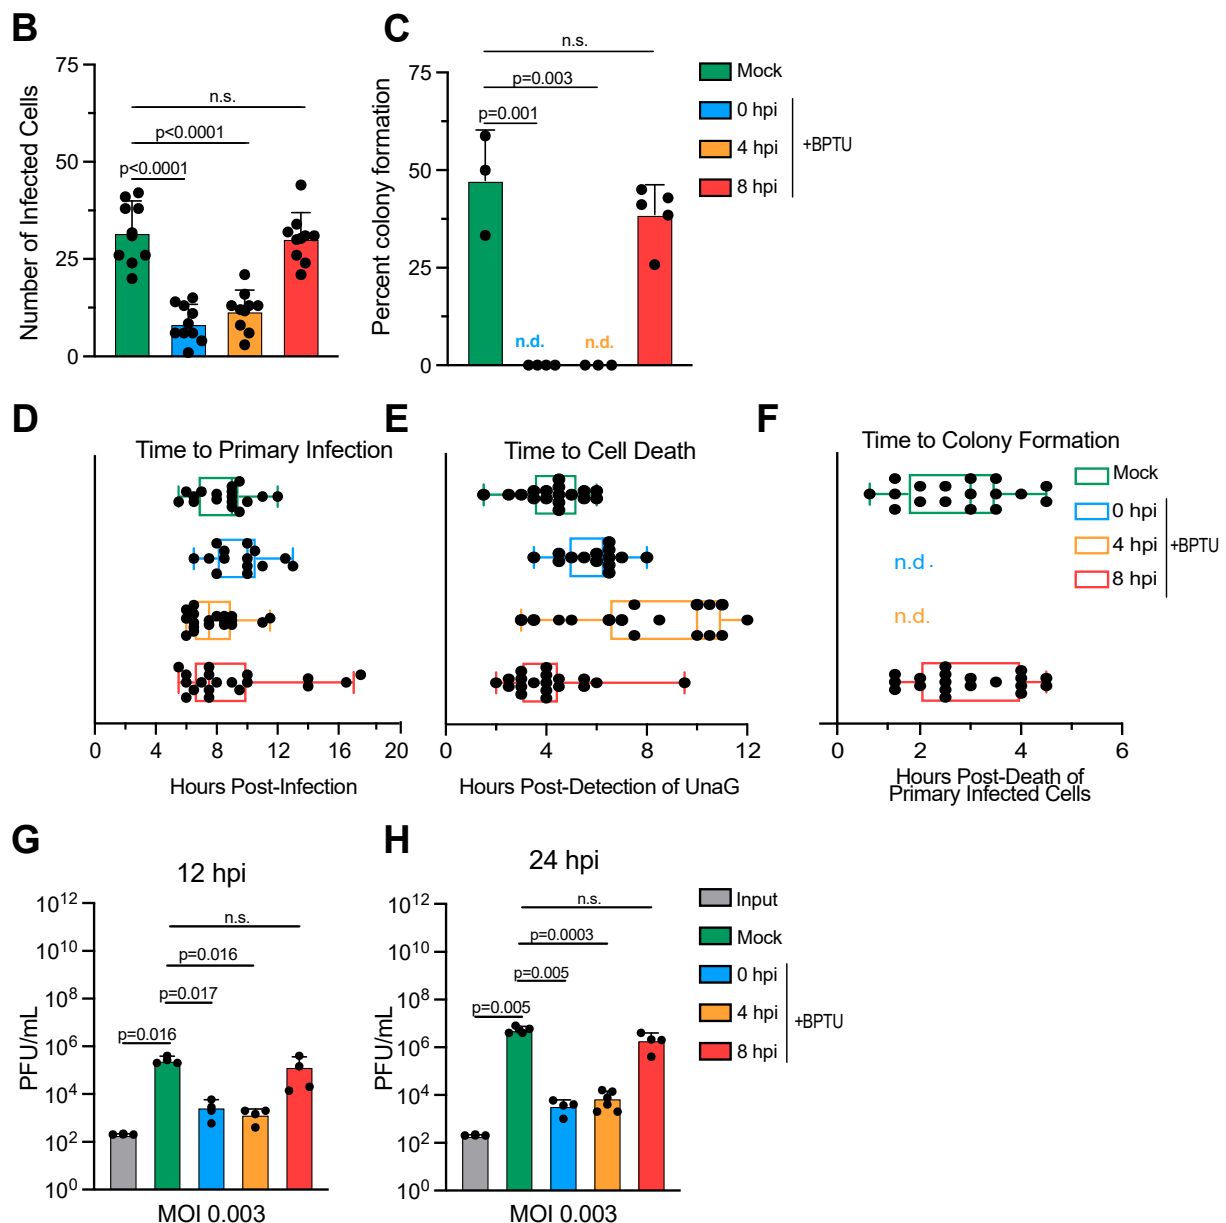 B
C
Number of Infected Cells
75
50
25
0
n.s.
p<0.0001
p<0.0001
Percent colony formation
75
50
25
0
n.s.
p=0.003
p=0.001
n.d.
n.d.
Mock
0 hpi
4 hpi
8 hpi
+BPTU
D
E
F
Time to Primary Infection
0
4
8
12
16
20
Hours Post-Infection
Time to Cell Death
0
4
8
12
Hours Post-Detection of UnaG
Time to Colony Formation
n.d.
n.d.
0
2
4
6
Hours Post-Death of
Primary Infected Cells
Mock
0 hpi
4 hpi
8 hpi
+BPTU
G
H
12 hpi
PFU/mL
10^12
10^10
10^8
10^6
10^4
10^2
10^0
n.s.
p=0.016
p=0.017
p=0.016
MOI 0.003
24 hpi
PFU/mL
10^12
10^10
10^8
10^6
10^4
10^2
10^0
n.s.
p=0.0003
p=0.005
p=0.005
MOI 0.003
Input
Mock
0 hpi
4 hpi
8 hpi
+BPTU